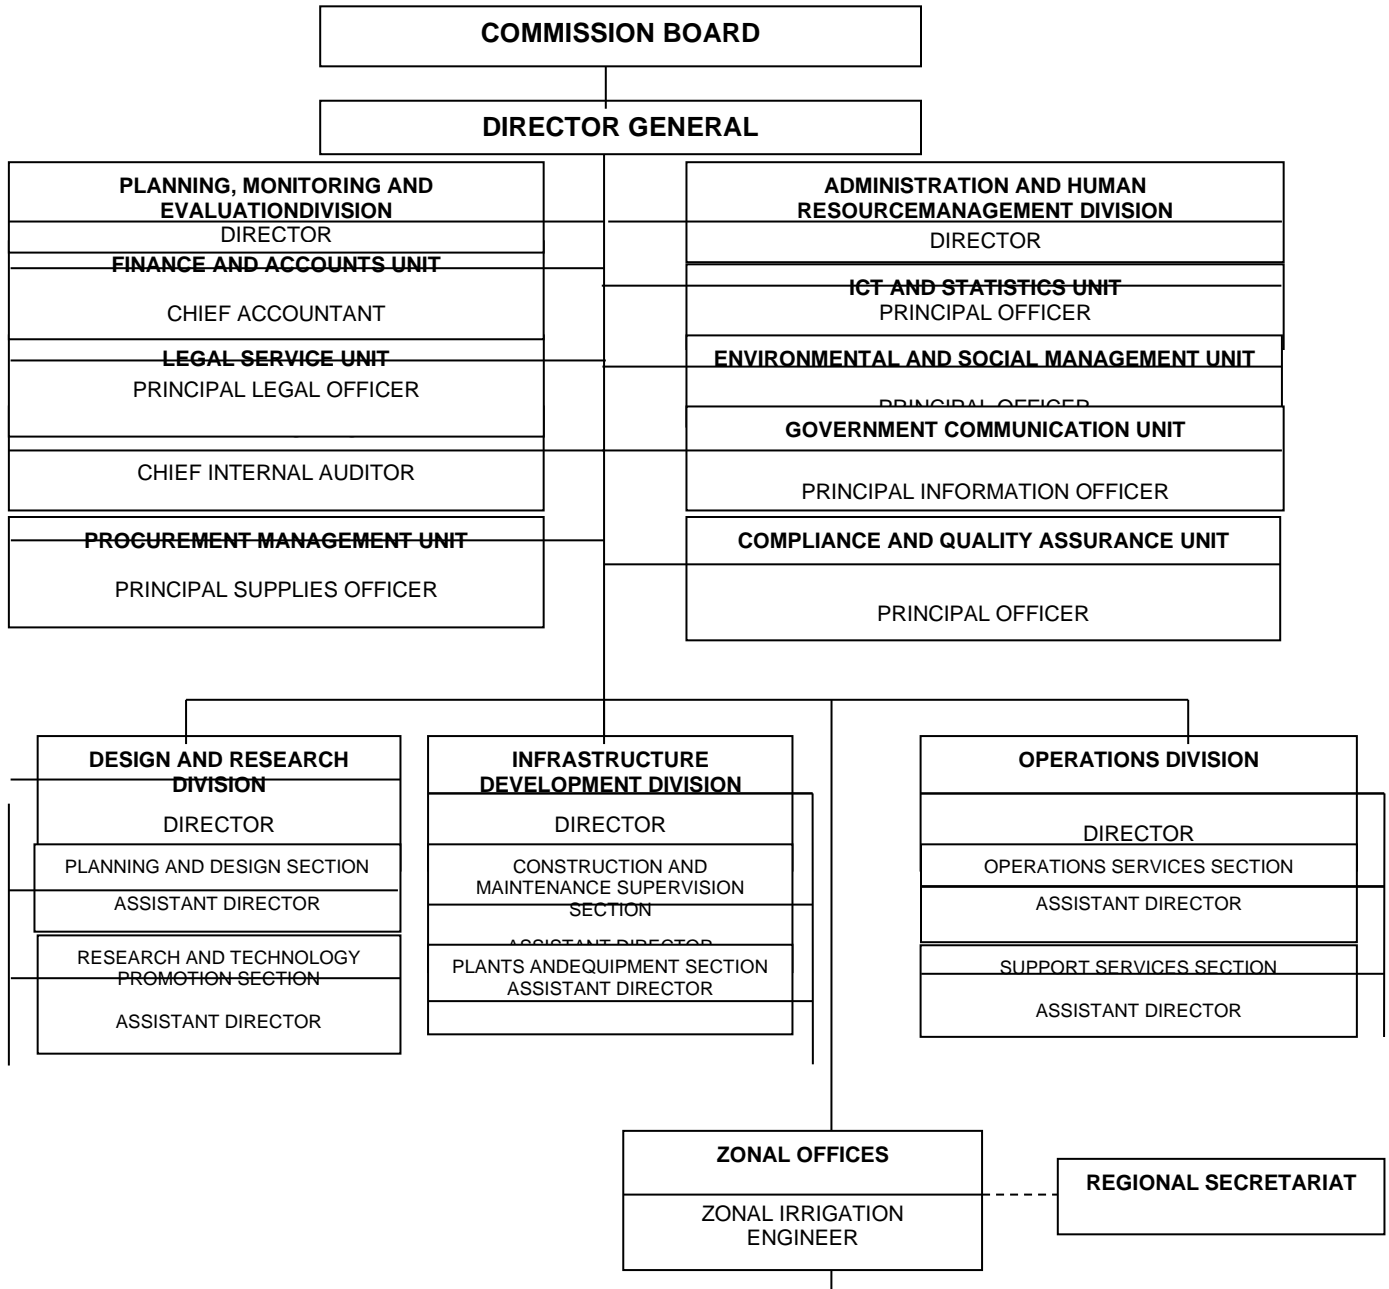 COMMISSION BOARD
DIRECTOR GENERAL
PLANNING, MONITORING AND
EVALUATIONDIVISION
DIRECTOR
FINANCE AND ACCOUNTS UNIT
CHIEF ACCOUNTANT
LEGAL SERVICE UNIT
PRINCIPAL LEGAL OFFICER
CHIEF INTERNAL AUDITOR
PROCUREMENT MANAGEMENT UNIT
PRINCIPAL SUPPLIES OFFICER
ADMINISTRATION AND HUMAN
RESOURCEMANAGEMENT DIVISION
DIRECTOR
ICT AND STATISTICS UNIT
PRINCIPAL OFFICER
ENVIRONMENTAL AND SOCIAL MANAGEMENT UNIT
PRINCIPAL OFFICER
GOVERNMENT COMMUNICATION UNIT
PRINCIPAL INFORMATION OFFICER
COMPLIANCE AND QUALITY ASSURANCE UNIT
PRINCIPAL OFFICER
DESIGN AND RESEARCH
DIVISION
DIRECTOR
PLANNING AND DESIGN SECTION
ASSISTANT DIRECTOR
RESEARCH AND TECHNOLOGY
PROMOTION SECTION
ASSISTANT DIRECTOR
INFRASTRUCTURE
DEVELOPMENT DIVISION
DIRECTOR
CONSTRUCTION AND
MAINTENANCE SUPERVISION
SECTION
ASSISTANT DIRECTOR
PLANTS ANDEQUIPMENT SECTION
ASSISTANT DIRECTOR
OPERATIONS DIVISION
DIRECTOR
OPERATIONS SERVICES SECTION
ASSISTANT DIRECTOR
SUPPORT SERVICES SECTION
ASSISTANT DIRECTOR
ZONAL OFFICES
ZONAL IRRIGATION
ENGINEER
REGIONAL SECRETARIAT